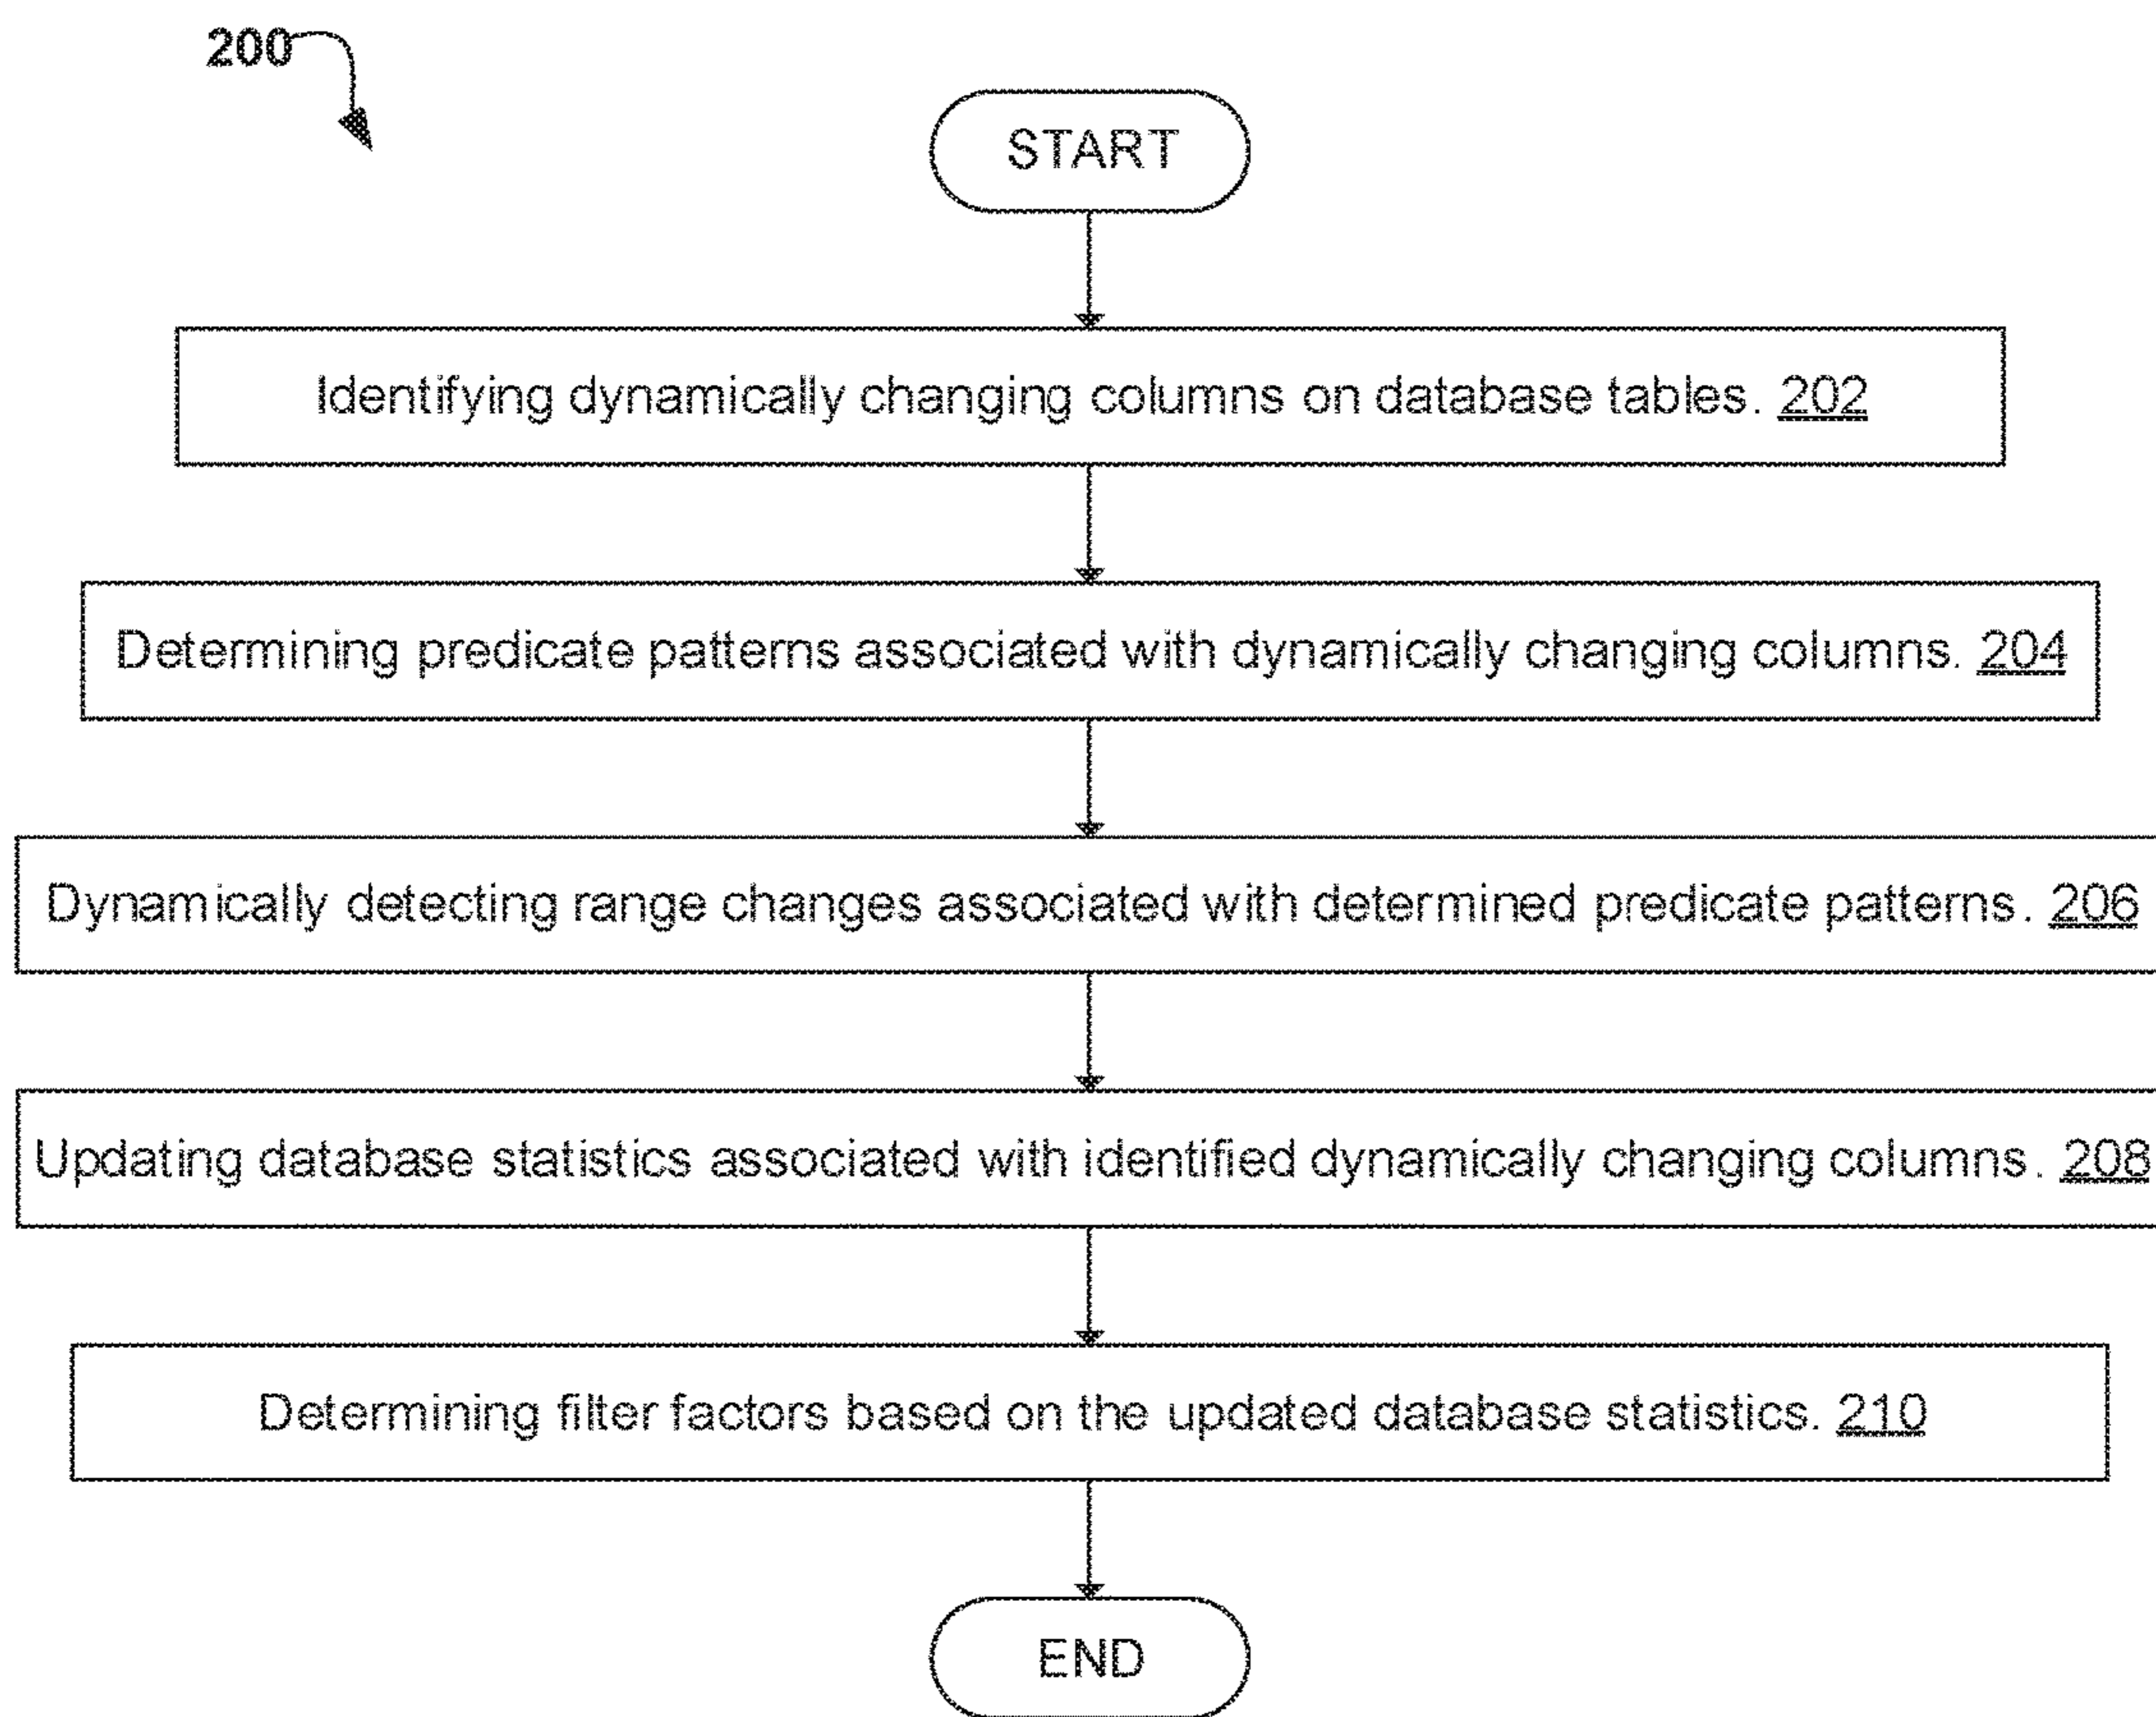 200
START
Identifying dynamically changing columns on database tables. 202
Determining predicate patterns associated with dynamically changing columns. 204
Dynamically detecting range changes associated with determined predicate patterns. 206
Updating database statistics associated with identified dynamically changing columns. 208
Determining filter factors based on the updated database statistics. 210
END